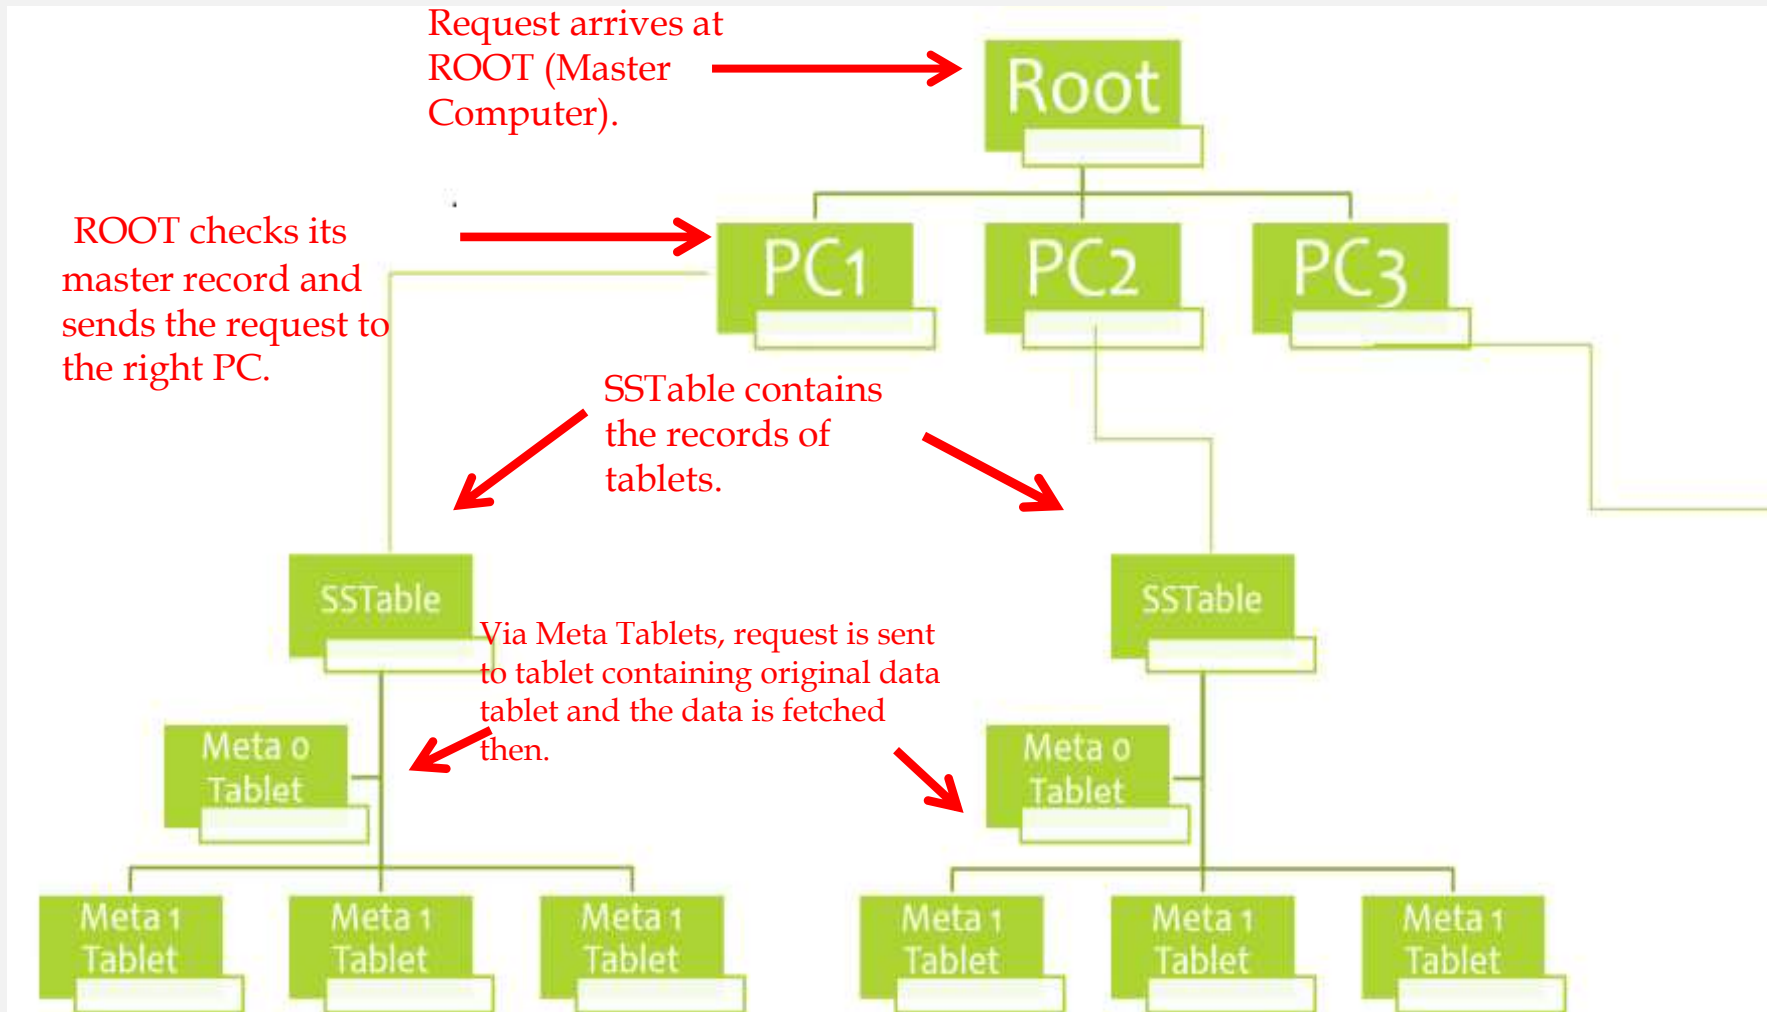 Request arrives at
ROOT (Master
Computer).
Root
ROOT checks its
master record and
sends the request to
the right PC.
PC1
PC2
PC3
SSTable contains
the records of
tablets.
SSTable
SSTable
Via Meta Tablets, request is sent
to tablet containing original data
tablet and the data is fetched
then.
Meta 0
Tablet
Meta 0
Tablet
Meta 1
Tablet
Meta 1
Tablet
Meta 1
Tablet
Meta 1
Tablet
Meta 1
Tablet
Meta 1
Tablet